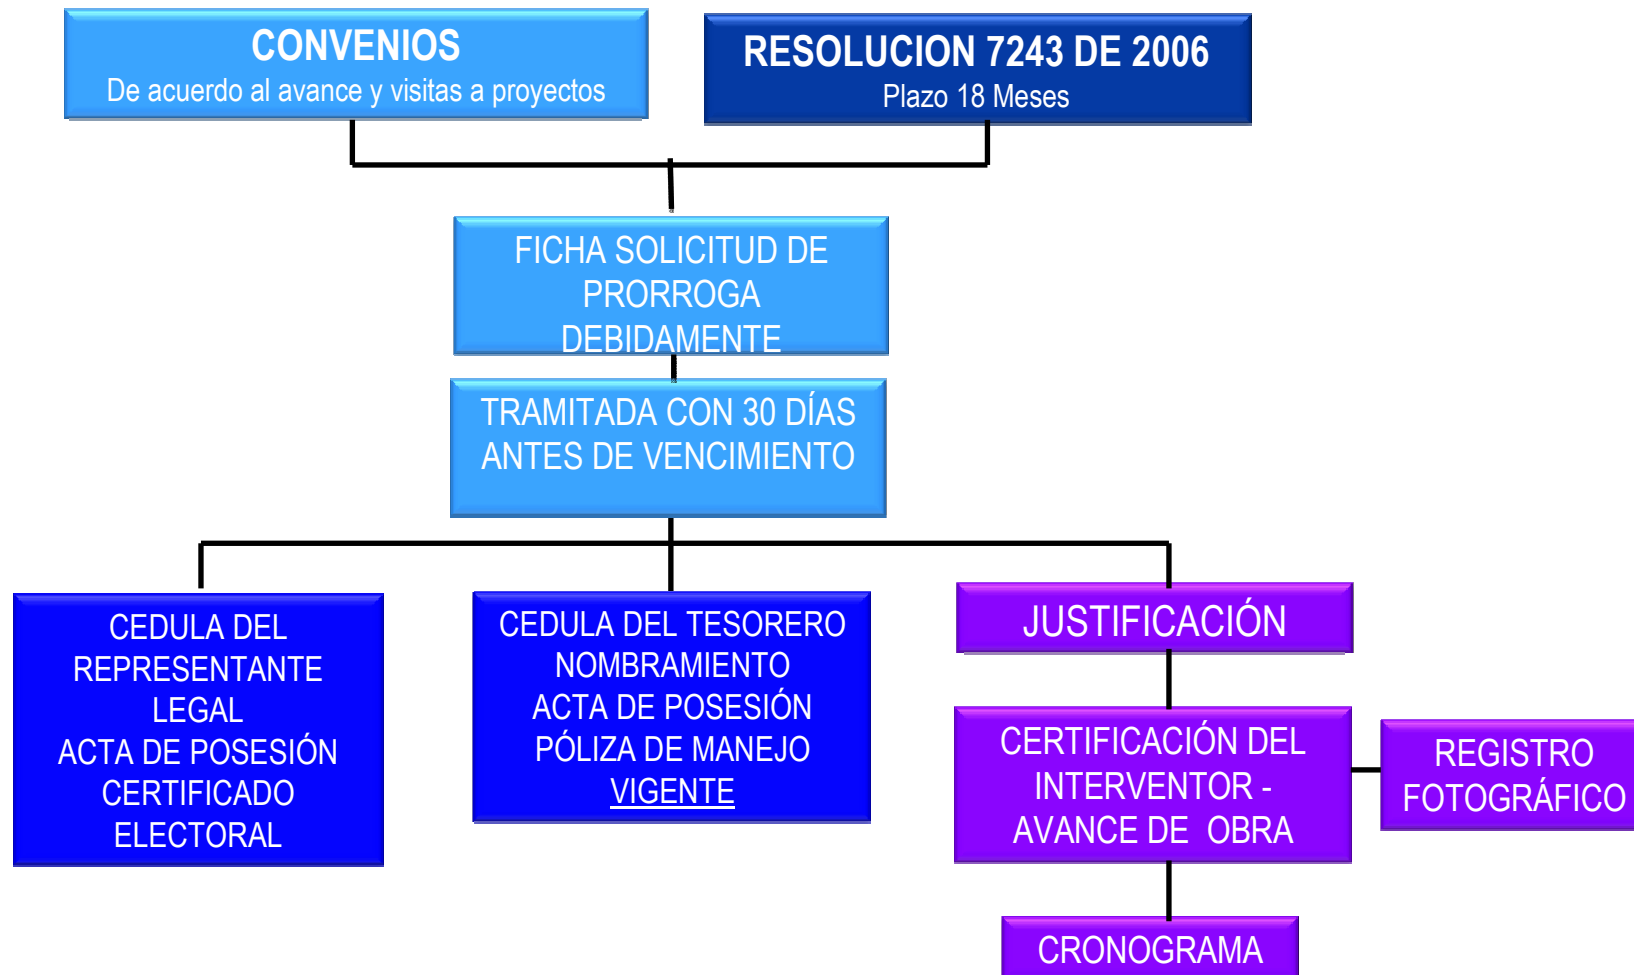 CONVENIOS
De acuerdo al avance y visitas a proyectos
RESOLUCION 7243 DE 2006
Plazo 18 Meses
FICHA SOLICITUD DE
PRORROGA
DEBIDAMENTE
TRAMITADA CON 30 DÍAS
ANTES DE VENCIMIENTO
CEDULA DEL
REPRESENTANTE
LEGAL
ACTA DE POSESIÓN
CERTIFICADO
ELECTORAL
CEDULA DEL TESORERO
NOMBRAMIENTO
ACTA DE POSESIÓN
PÓLIZA DE MANEJO
VIGENTE
JUSTIFICACIÓN
CERTIFICACIÓN DEL
INTERVENTOR -
AVANCE DE OBRA
REGISTRO
FOTOGRÁFICO
CRONOGRAMA